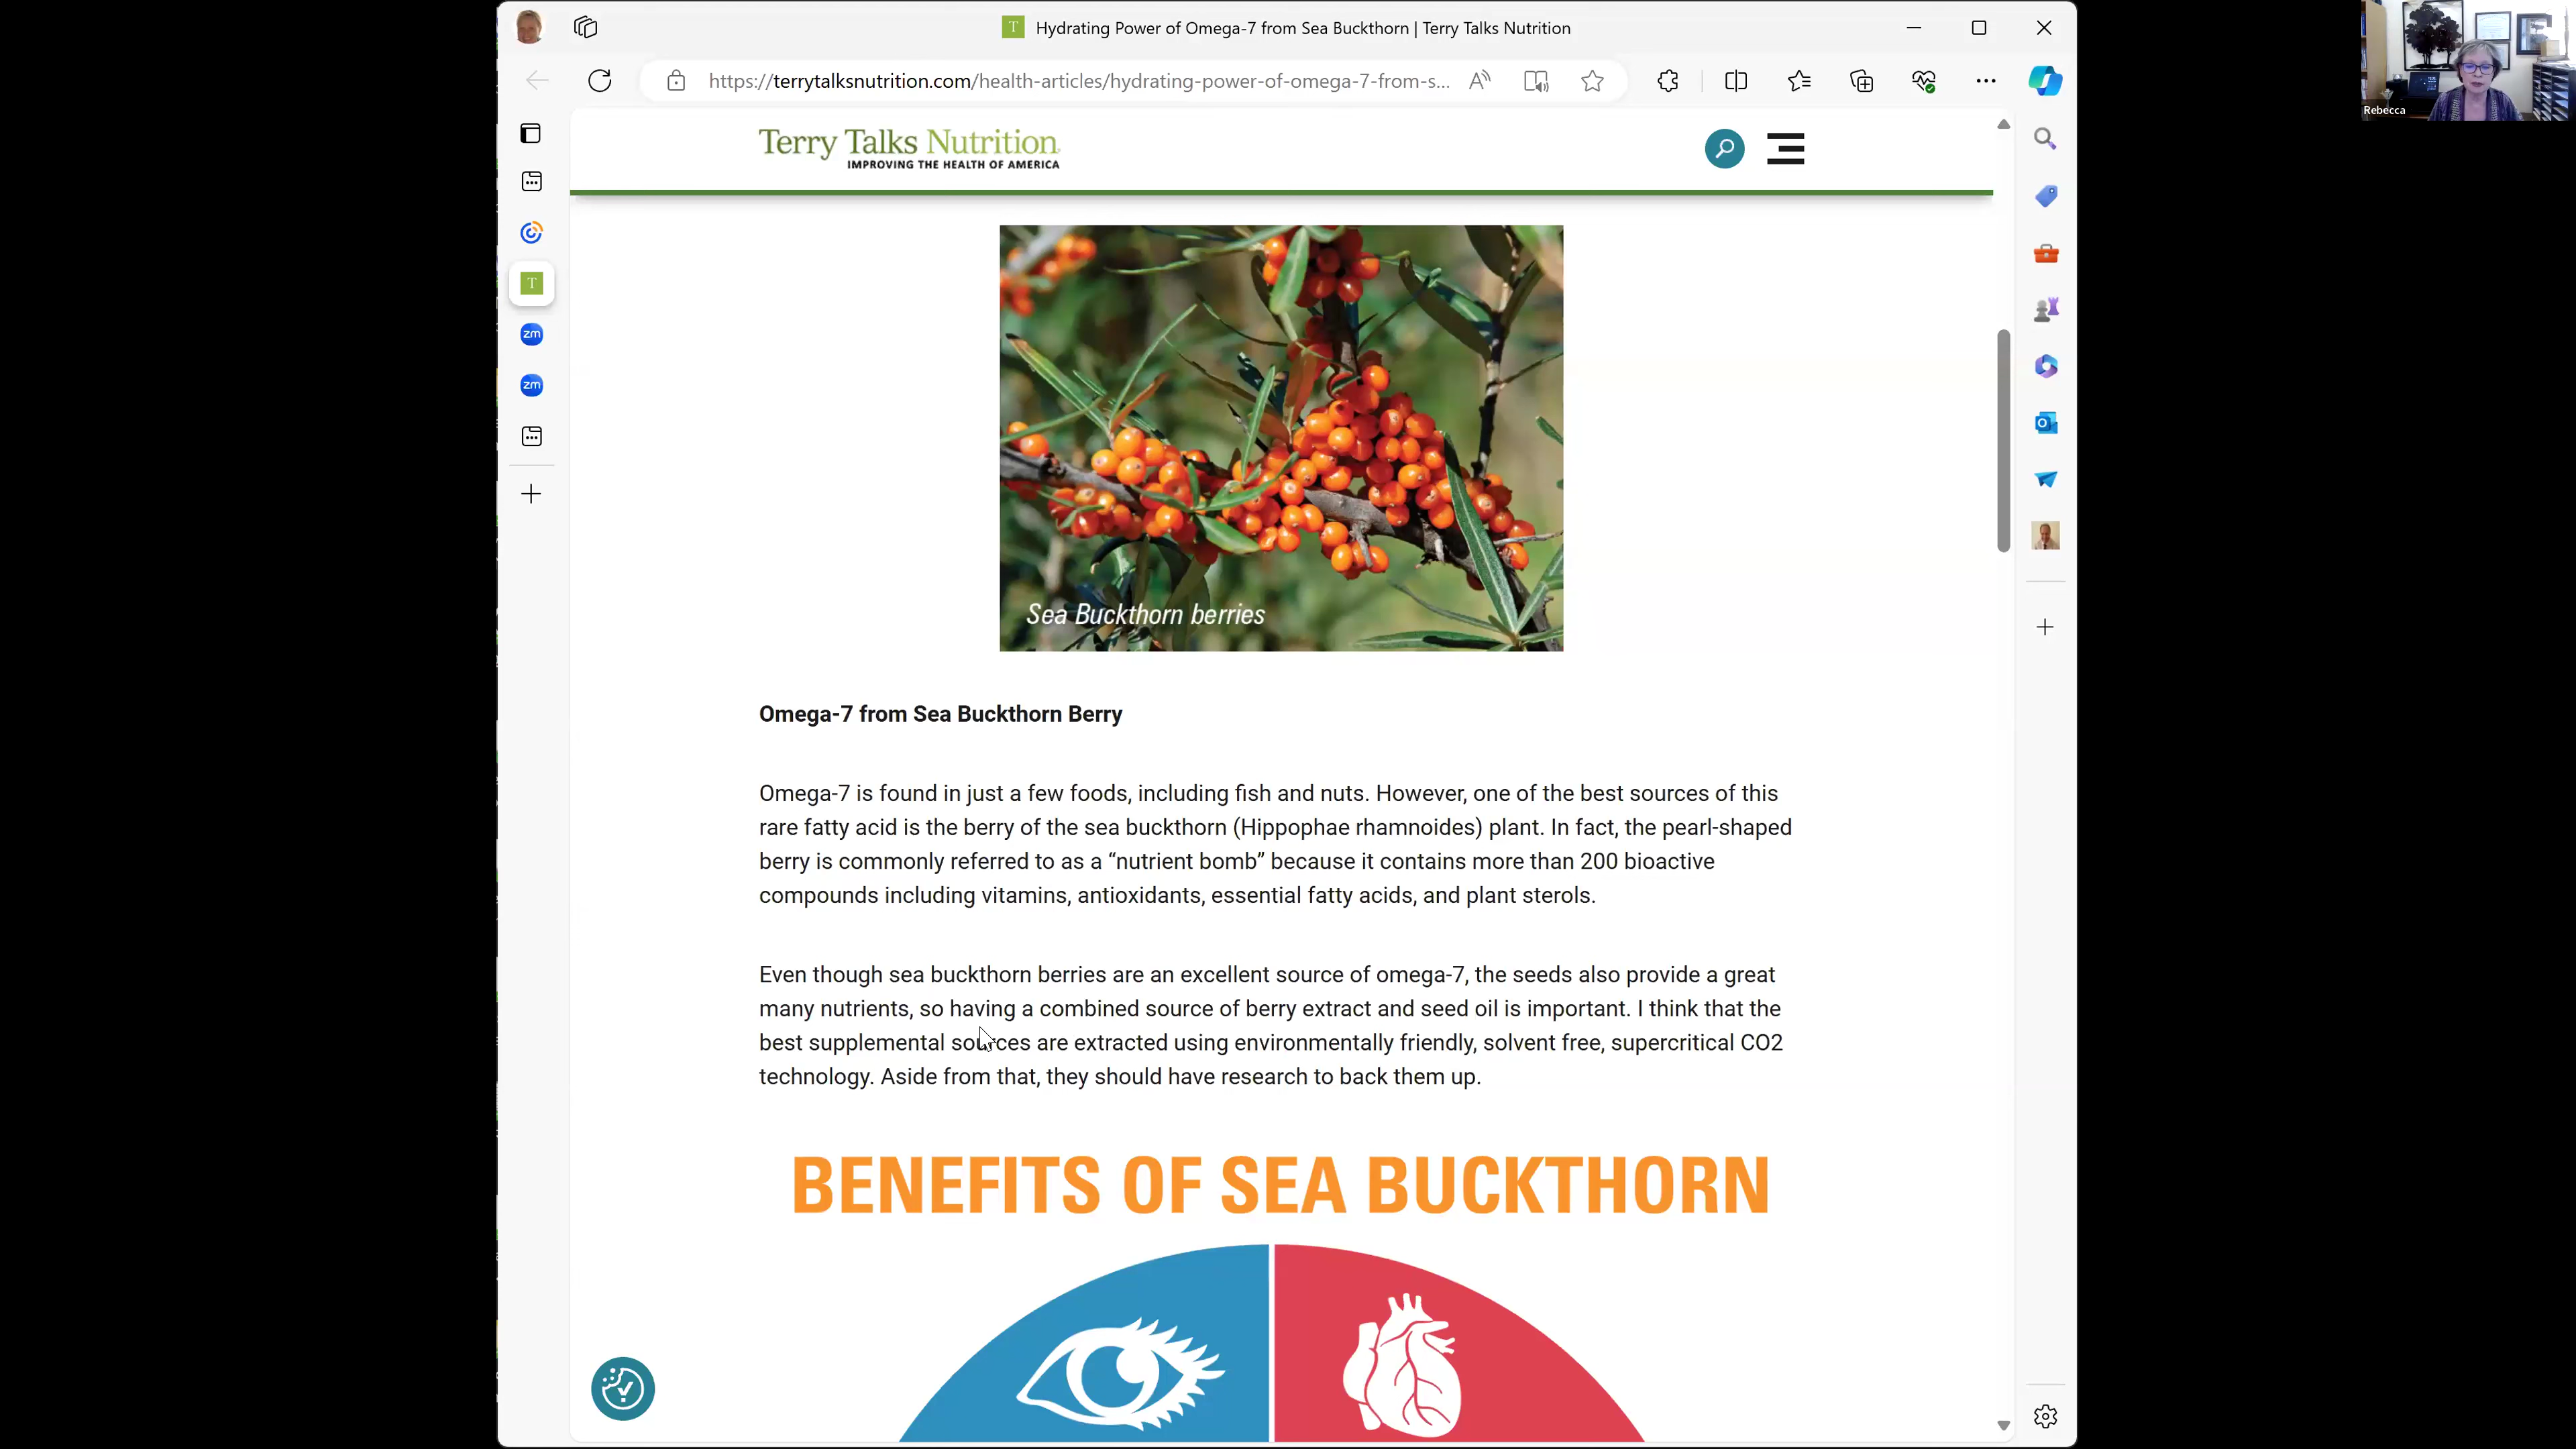 Hydrating Power of Omega-7 from Sea Buckthorn | Terry Talks Nutrition
https://terrytalksnutrition.com/health-articles/hydrating-power-of-omega-7-from-s...
Rebecca
Terry Talks Nutrition
IMPROVING THE HEALTH OF AMERICA
T
T
zm
zm
Sea Buckthorn berries
Omega-7 from Sea Buckthorn Berry
Omega-7 is found in just a few foods, including fish and nuts. However, one of the best sources of this
rare fatty acid is the berry of the sea buckthorn (Hippophae rhamnoides) plant. In fact, the pearl-shaped
berry is commonly referred to as a “nutrient bomb” because it contains more than 200 bioactive
compounds including vitamins, antioxidants, essential fatty acids, and plant sterols.
Even though sea buckthorn berries are an excellent source of omega-7, the seeds also provide a great
many nutrients, so having a combined source of berry extract and seed oil is important. I think that the
best supplemental sources are extracted using environmentally friendly, solvent free, supercritical CO2
technology. Aside from that, they should have research to back them up.
BENEFITS OF SEA BUCKTHORN